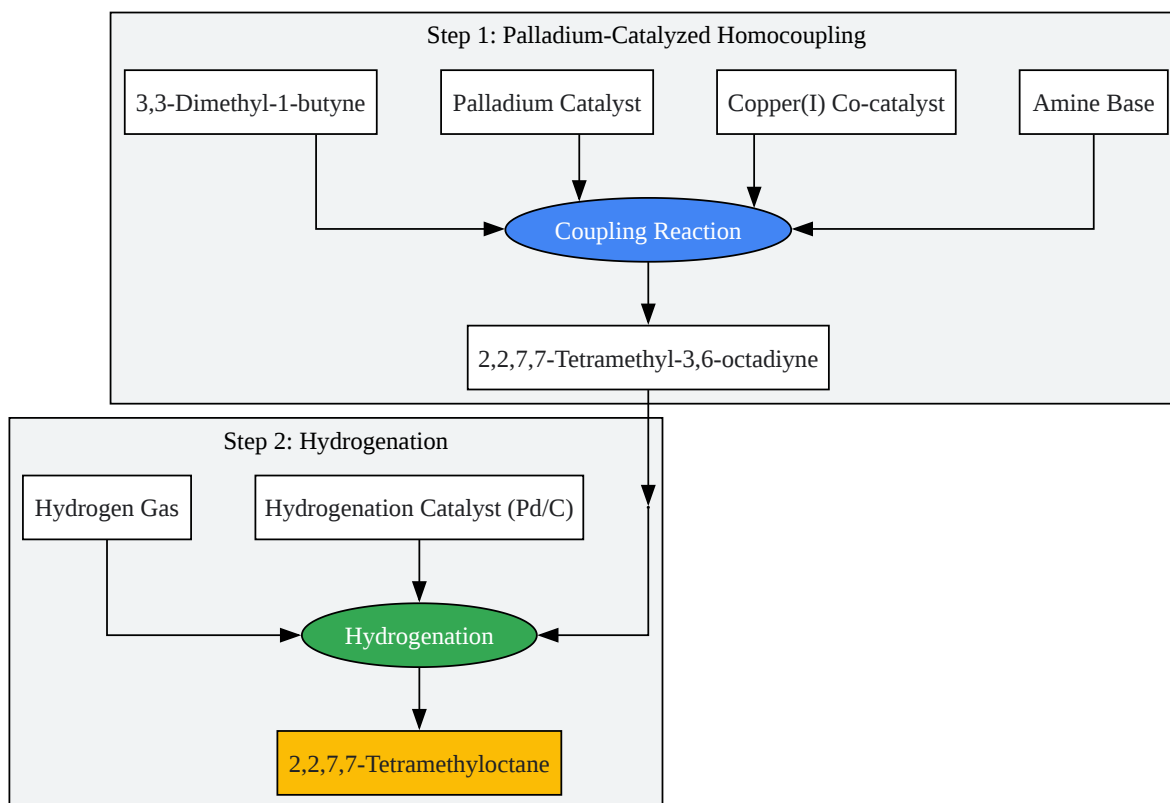 Step 1: Palladium-Catalyzed Homocoupling
3,3-Dimethyl-1-butyne
Palladium Catalyst
Copper(I) Co-catalyst
Amine Base
Coupling Reaction
2,2,7,7-Tetramethyl-3,6-octadiyne
Step 2: Hydrogenation
Hydrogen Gas
Hydrogenation Catalyst (Pd/C)
Hydrogenation
2,2,7,7-Tetramethyloctane